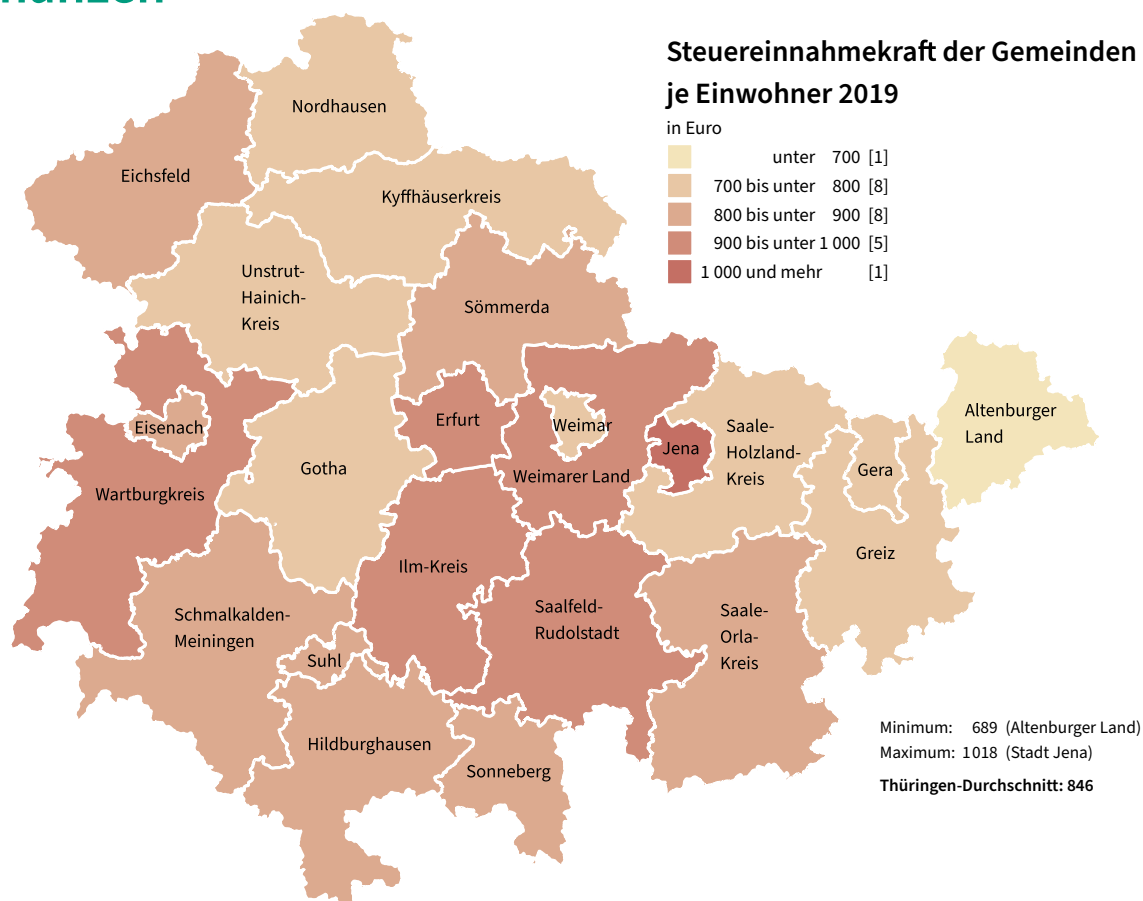 Steuereinnahmekraft der Gemeinden
je Einwohner 2019
in Euro
unter 700 [1]
700 bis unter 800 [8]
800 bis unter 900 [8]
900 bis unter 1 000 [5]
1 000 und mehr [1]
Nordhausen
Eichsfeld
Kyffhäuserkreis
Unstrut-
Hainich-
Kreis
Sömmerda
Eisenach
Wartburgkreis
Gotha
Erfurt
Weimar
Weimarer Land
Jena
Saale-
Holzland-
Kreis
Gera
Altenburger
Land
Greiz
Ilm-Kreis
Saalfeld-
Rudolstadt
Saale-
Orla-
Kreis
Schmalkalden-
Meiningen
Suhl
Hildburghausen
Sonneberg
Minimum: 689 (Altenburger Land)
Maximum: 1 018 (Stadt Jena)
Thüringen-Durchschnitt: 846